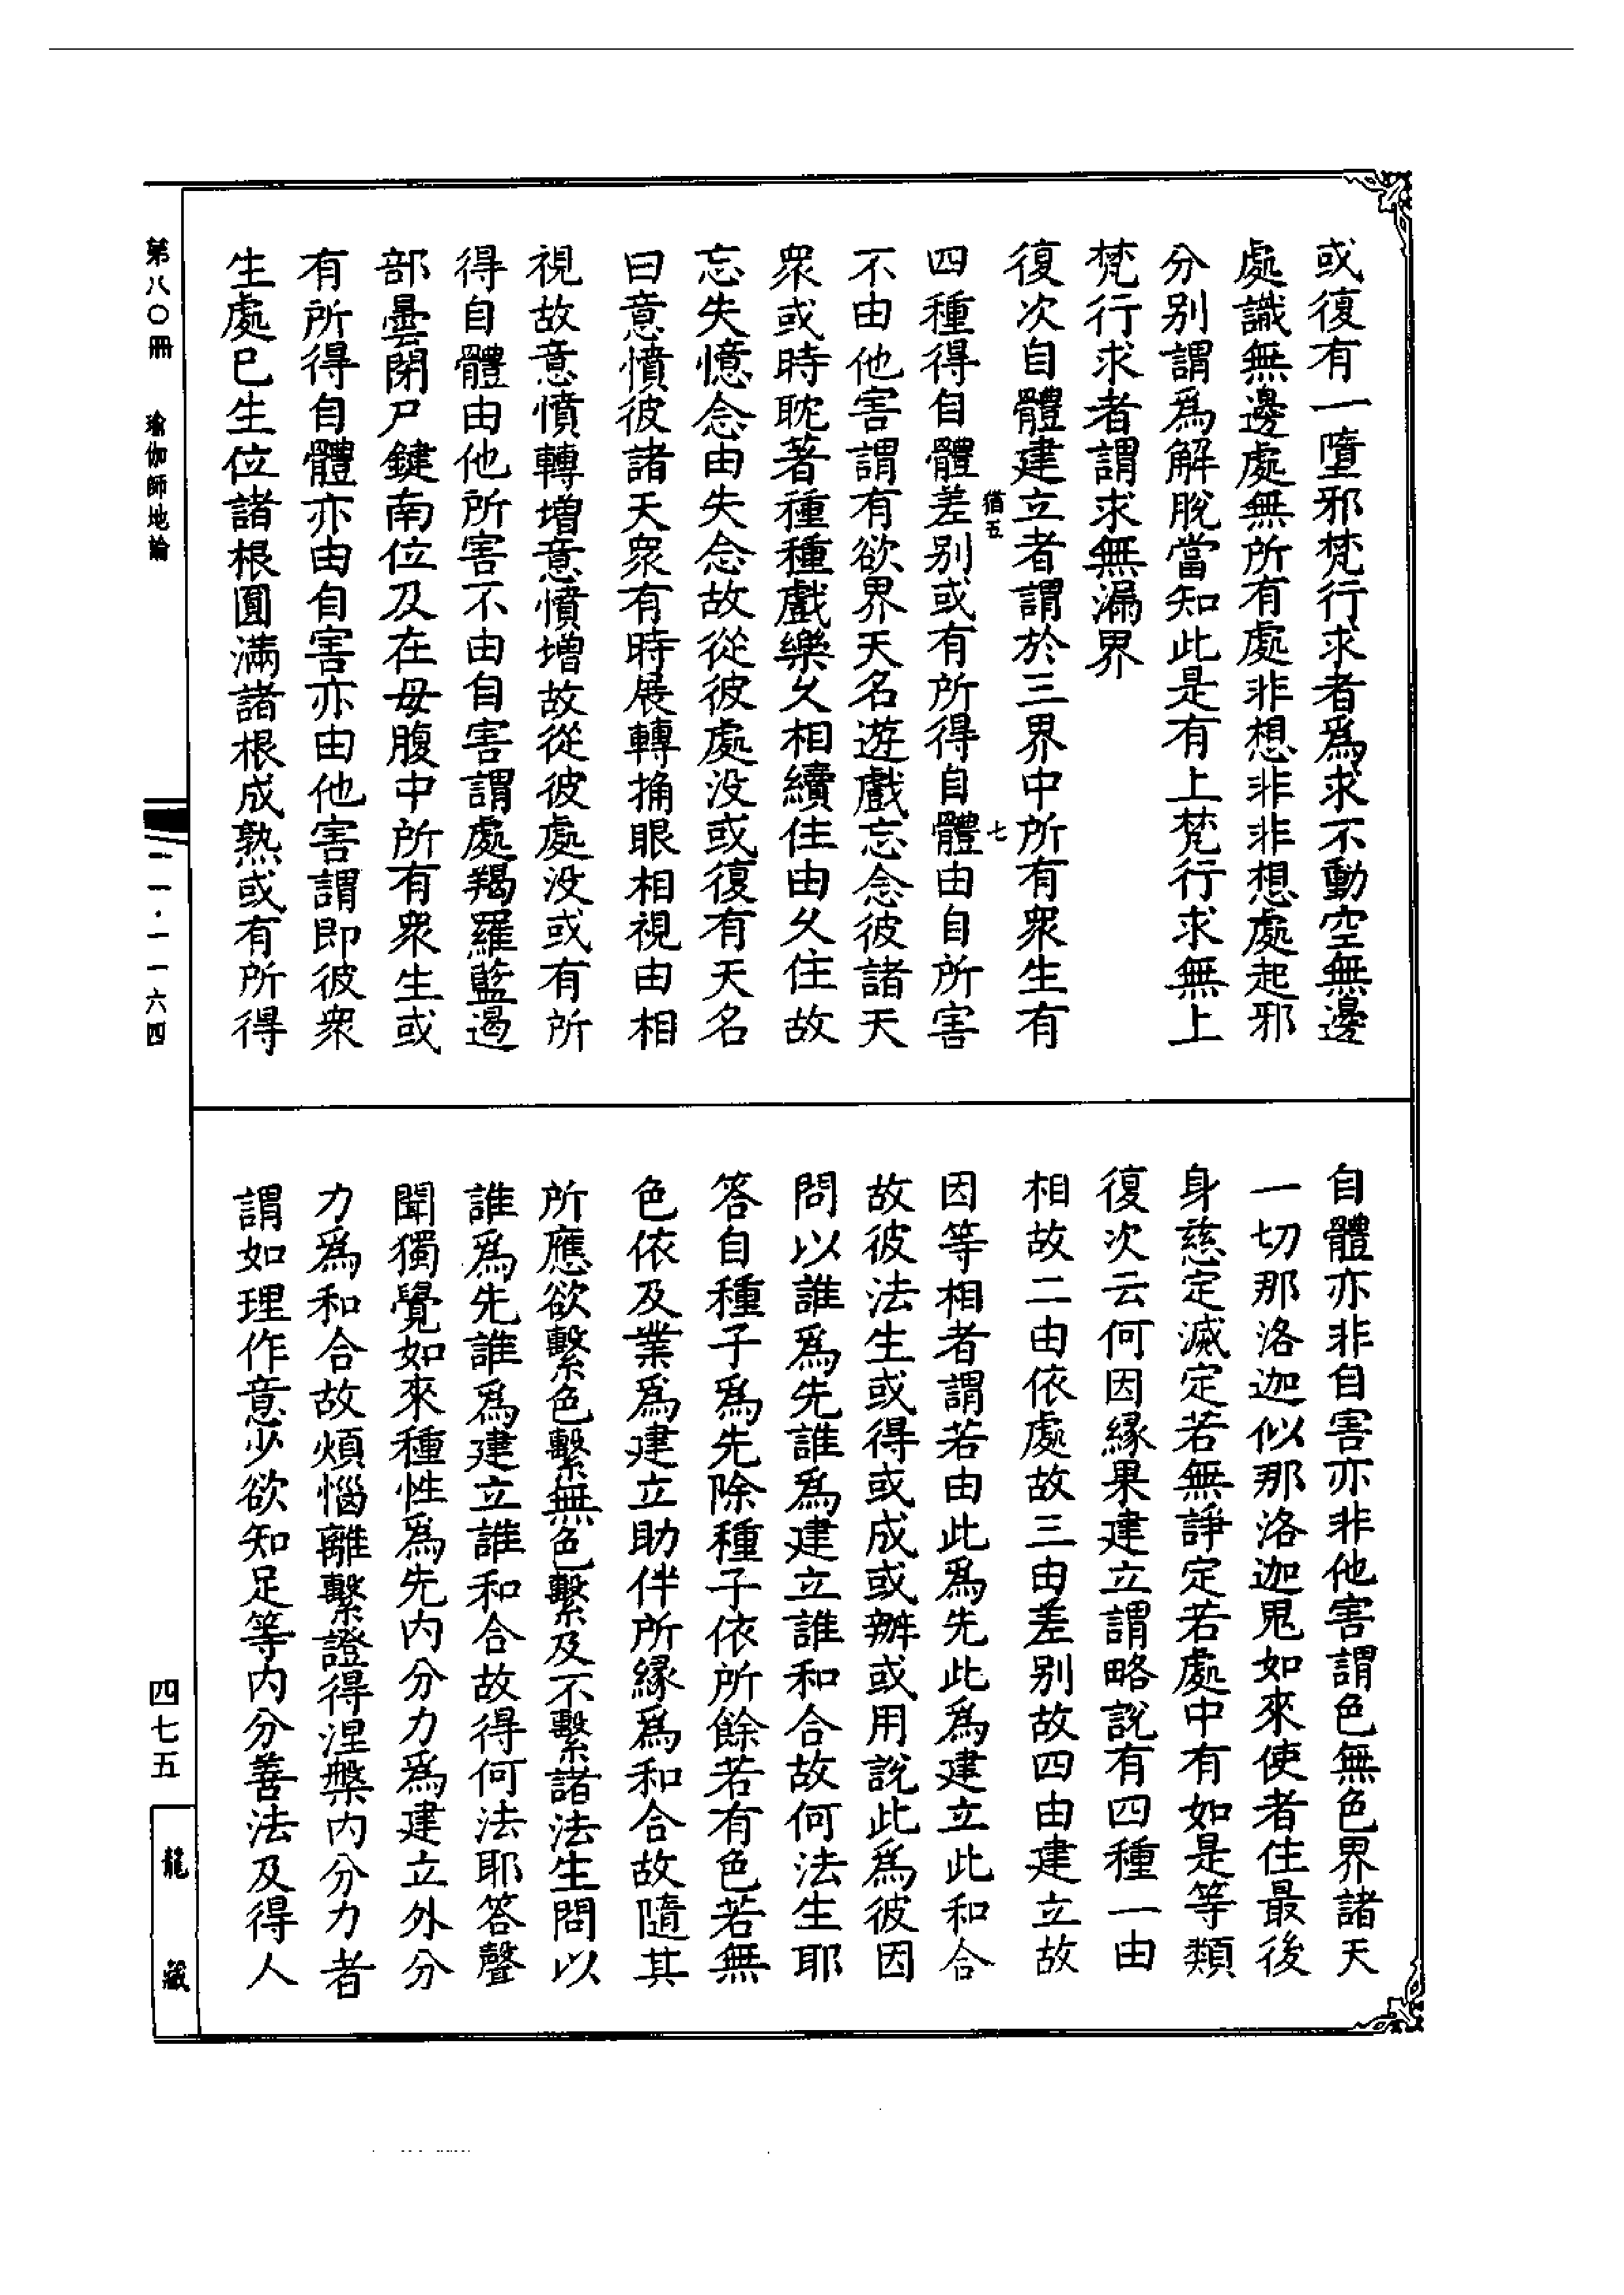 或復有一墮邪梵行求者爲求不動空無邊
處識無邊處無所有處非想非非想處起邪
分别謂爲解脫當知此是有上梵行求無上
梵行求者謂求無漏界
復次自體建立者謂於三界中所有衆生有
猶五
七
四種得自體差别或有所得自體由自所害
不由他害謂有欲界天名遊戲忘念彼諸天
衆或時耽著種種戲樂久相續住由久住故
忘失憶念由失念故從彼處没或復有天名
曰意憤彼諸天衆有時展轉捔眼相視由相
視故意憤轉增意憤增故從彼處没或有所
得自體由他所害不由自害謂處羯羅藍遏
部曇閉尸鍵南位及在母腹中所有衆生或
有所得自體亦由自害亦由他害謂即彼衆
生處已生位諸根圓滿諸根成熟或有所得
自體亦非自害亦非他害謂色無色界諸天
一切那洛迦似那洛迦鬼如來使者住最後
身慈定滅定若無諍定若處中有如是等類
復次云何因緣果建立謂略說有四種一由
相故二由依處故三由差别故四由建立故
因等相者謂若由此爲先此爲建立此和合
故彼法生或得或成或辦或用說此爲彼因
問以誰爲先誰爲建立誰和合故何法生耶
答自種子爲先除種子依所餘若有色若無
色依及業爲建立助伴所緣爲和合故隨其
所應欲繫色繫無色繫及不繫諸法生問以
誰爲先誰爲建立誰和合故得何法耶答聲
聞獨覺如來種性爲先内分力爲建立外分
力爲和合故煩惱離繫證得涅槃内分力者
謂如理作意少欲知足等内分善法及得人
第八〇冊 瑜伽師地論
一一·一一六四
四七五
龍藏